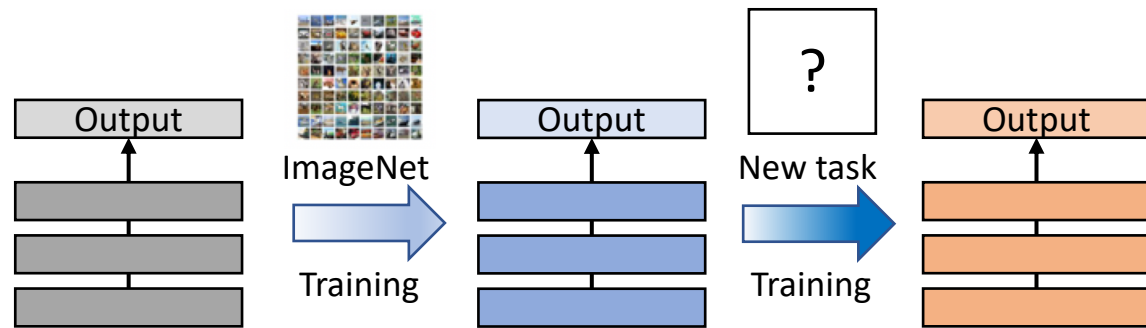 Output
ImageNet
Training
Output
?
New task
Training
Output